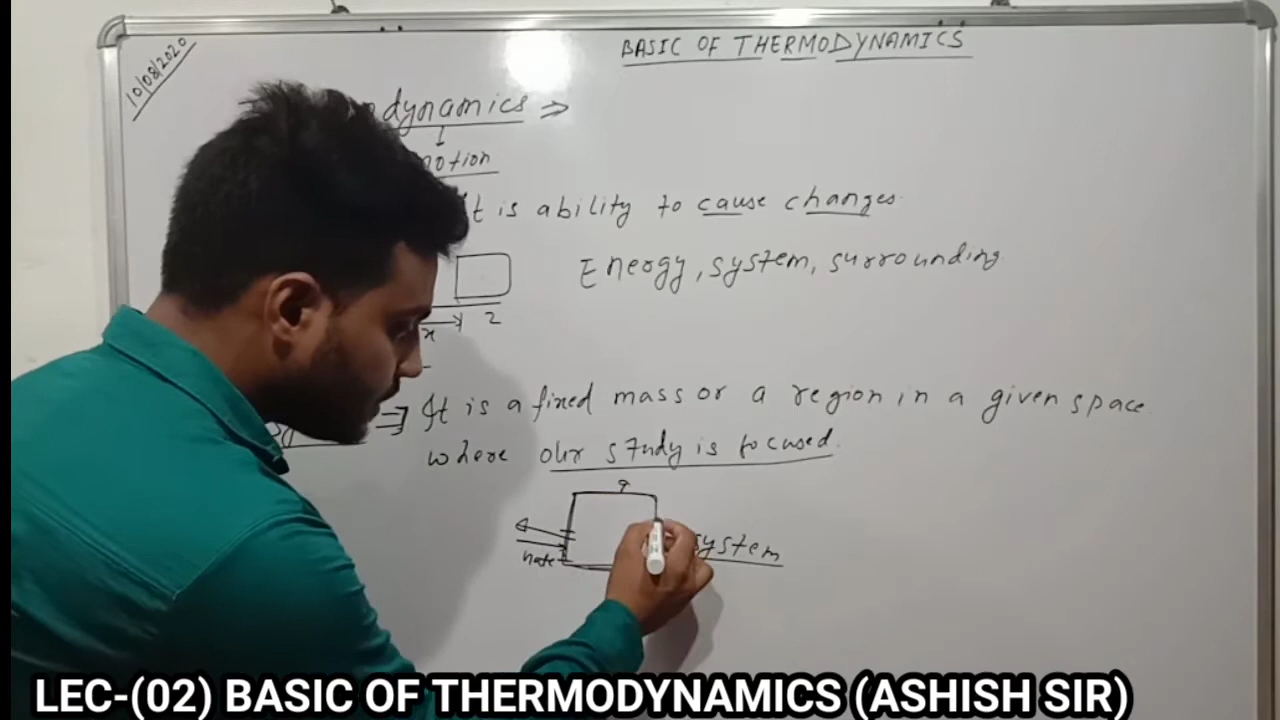 BASIC OF THERMODYNAMICS
10/08/2020
dynamics ⇒
motion
It is ability to cause changes.
Energy, system, surrounding
x 2
⇒ It is a fixed mass or a region in a given space
where our study is focused.
system
LEC-(02) BASIC OF THERMODYNAMICS (ASHISH SIR)